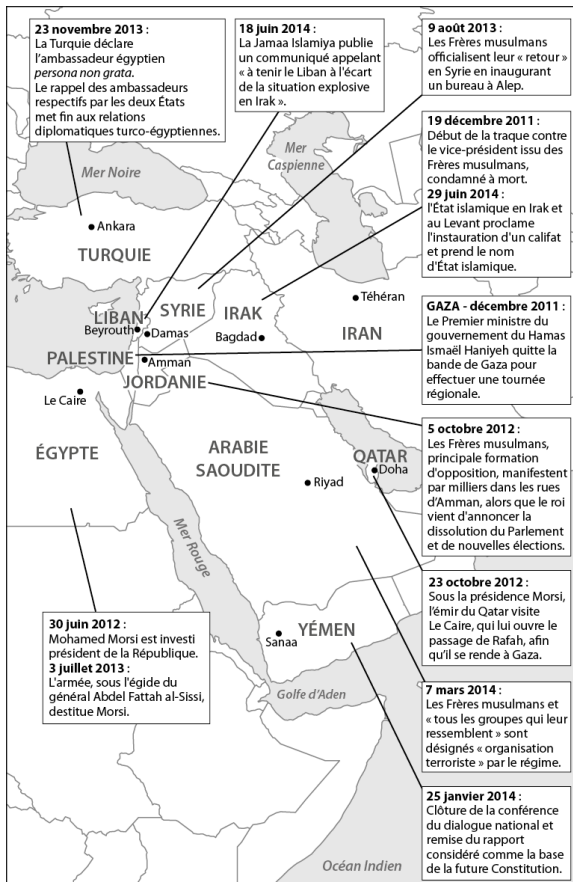 23 novembre 2013 :
La Turquie déclare
l'ambassadeur égyptien
persona non grata.
Le rappel des ambassadeurs
respectifs par les deux États
met fin aux relations
diplomatiques turco-égyptiennes.
18 juin 2014 :
La Jamaa Islamiya publie
un communiqué appelant
« à tenir le Liban à l'écart
de la situation explosive
en Irak ».
9 août 2013 :
Les Frères musulmans
officialisent leur « retour »
en Syrie en inaugurant
un bureau à Alep.
19 décembre 2011 :
Début de la traque contre
le vice-président issu des
Frères musulmans,
condamné à mort.
29 juin 2014 :
l'État islamique en Irak et
au Levant proclame
l'instauration d'un califat
et prend le nom
d'État islamique.
Mer Noire
Mer
Caspienne
Ankara
TURQUIE
Téhéran
SYRIE
IRAK
LIBAN
Beyrouth
Damas
Bagdad
IRAN
PALESTINE
Amman
JORDANIE
Le Caire
GAZA - décembre 2011 :
Le Premier ministre du
gouvernement du Hamas
Ismaël Haniyeh quitte la
bande de Gaza pour
effectuer une tournée
régionale.
5 octobre 2012 :
Les Frères musulmans,
principale formation
d'opposition, manifestent
par milliers dans les rues
d'Amman, alors que le roi
vient d'annoncer la
dissolution du Parlement
et de nouvelles élections.
ÉGYPTE
ARABIE
SAOUDITE
QATAR
Doha
Riyad
Mer Rouge
23 octobre 2012 :
Sous la présidence Morsi,
l'émir du Qatar visite
Le Caire, qui lui ouvre le
passage de Rafah, afin
qu'il se rende à Gaza.
30 juin 2012 :
Mohamed Morsi est investi
président de la République.
3 juillet 2013 :
L'armée, sous l'égide du
général Abdel Fattah al-Sissi,
destitue Morsi.
Sanaa
YÉMEN
Golfe d'Aden
7 mars 2014 :
Les Frères musulmans et
« tous les groupes qui leur
ressemblent » sont
désignés « organisation
terroriste » par le régime.
25 janvier 2014 :
Clôture de la conférence
du dialogue national et
remise du rapport
considéré comme la base
de la future Constitution.
Océan Indien